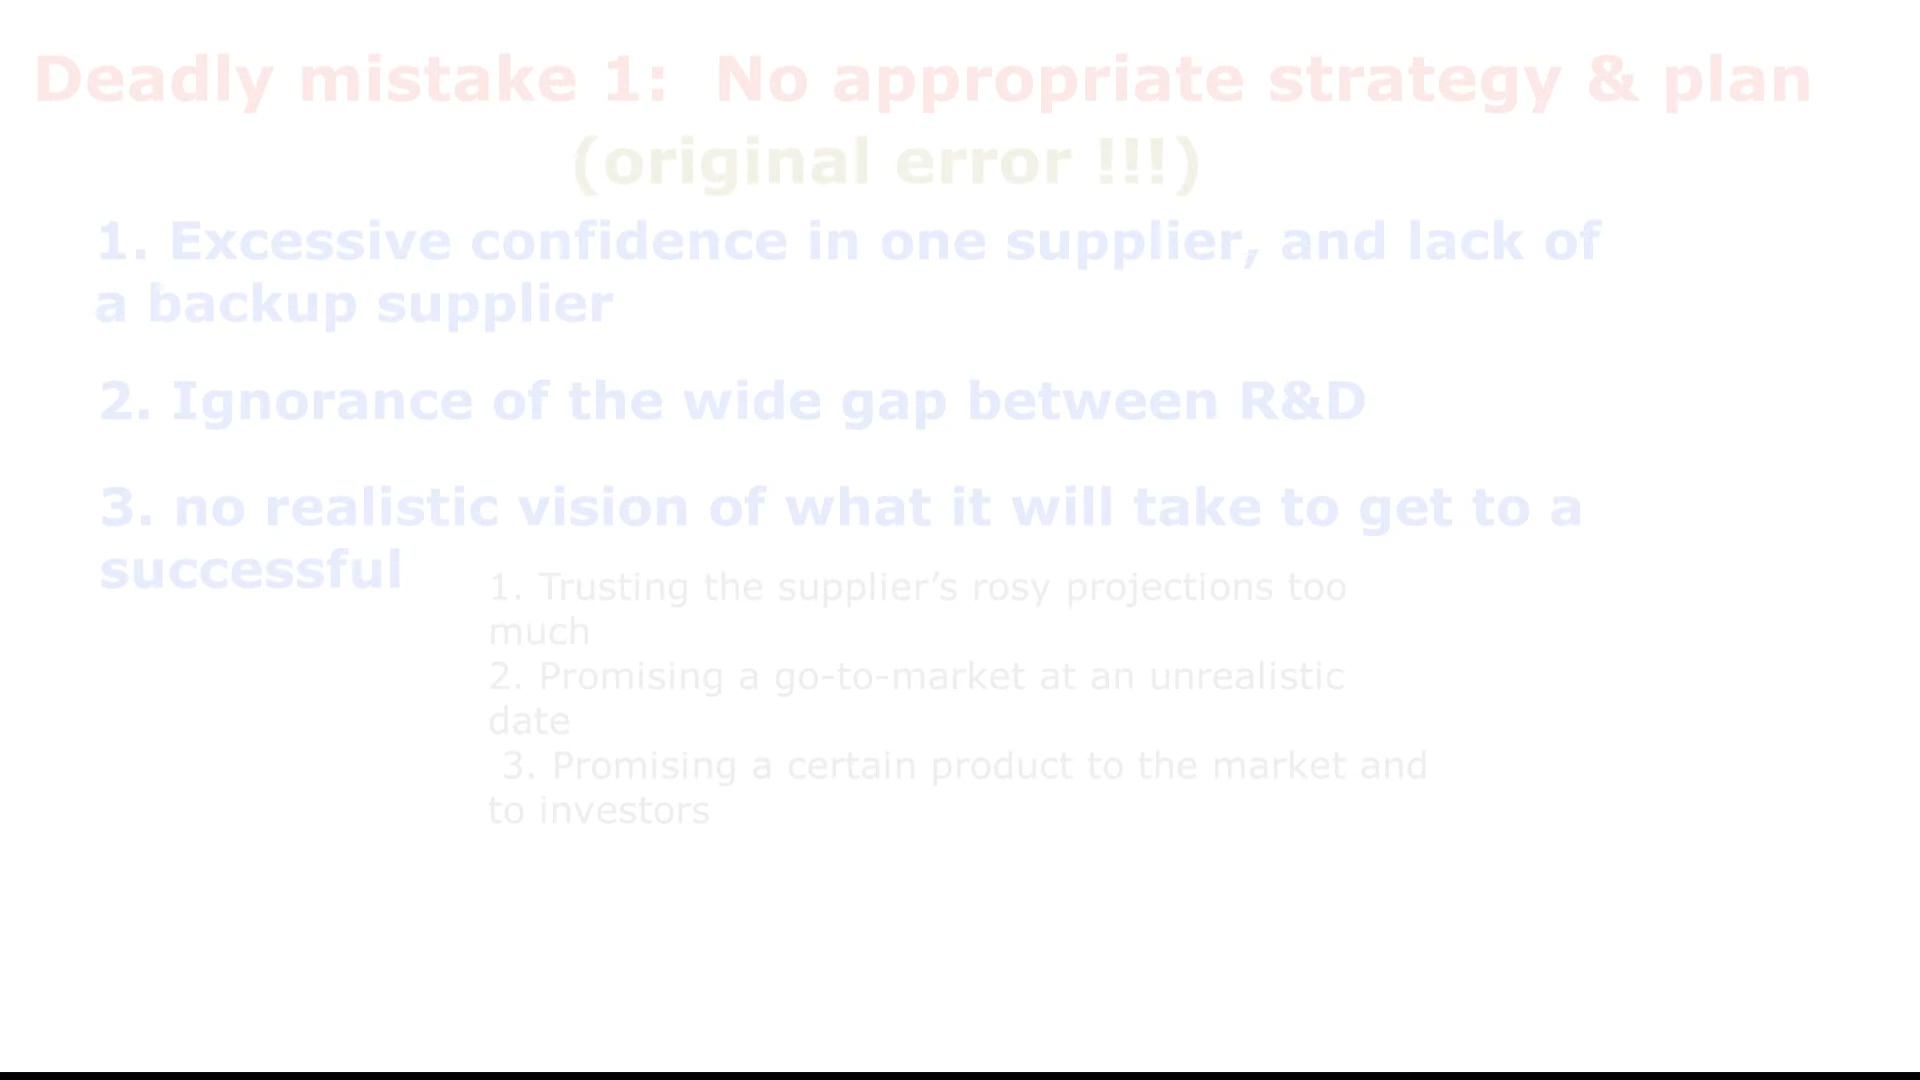 Deadly mistake 1:  No appropriate strategy & plan
(original error !!!)
1. Excessive confidence in one supplier, and lack of
a backup supplier
2. Ignorance of the wide gap between R&D
3. no realistic vision of what it will take to get to a
successful
1. Trusting the supplier’s rosy projections too
much
2. Promising a go-to-market at an unrealistic
date
3. Promising a certain product to the market and
to investors